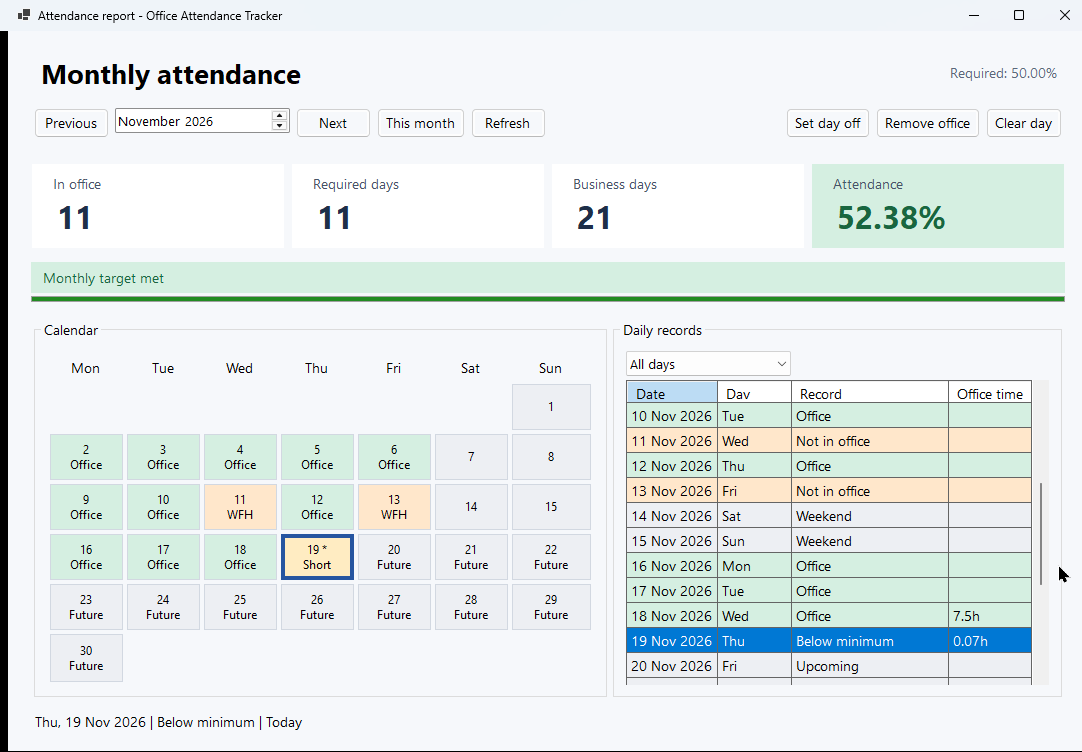 Attendance report - Office Attendance Tracker
Monthly attendance
Required: 50.00%
Previous
November 2026
Next
This month
Refresh
Set day off
Remove office
Clear day
In office
11
Required days
11
Business days
21
Attendance
52.38%
Monthly target met
Calendar
Mon Tue Wed Thu Fri Sat Sun
1
2 3 4 5 6 7 8
Office Office Office Office Office
9 10 11 12 13 14 15
Office Office WFH Office WFH
16 17 18 19 * 20 21 22
Office Office Office Short Future Future Future
23 24 25 26 27 28 29
Future Future Future Future Future Future Future
30
Future
Daily records
All days
Date Day Record Office time
10 Nov 2026 Tue Office
11 Nov 2026 Wed Not in office
12 Nov 2026 Thu Office
13 Nov 2026 Fri Not in office
14 Nov 2026 Sat Weekend
15 Nov 2026 Sun Weekend
16 Nov 2026 Mon Office
17 Nov 2026 Tue Office
18 Nov 2026 Wed Office 7.5h
19 Nov 2026 Thu Below minimum 0.07h
20 Nov 2026 Fri Upcoming
Thu, 19 Nov 2026 | Below minimum | Today